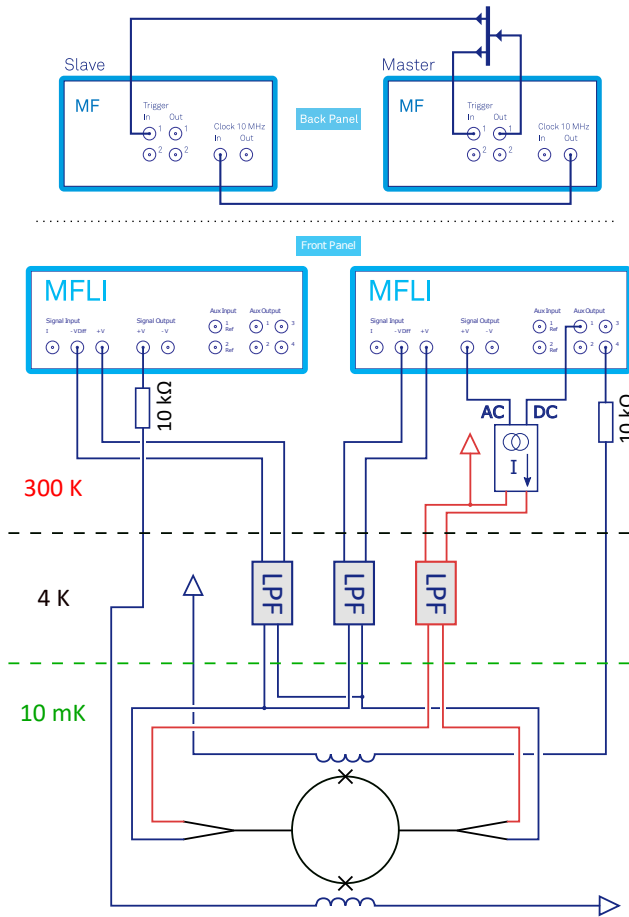 Slave
Master
MF
Trigger
In Out
1
2 2
Clock 10 MHz
In Out
Back Panel
MF
Trigger
In Out
1 1
2 2
Clock 10 MHz
In Out
Front Panel
MFLI
Signal Input
I -VDiff +V
Signal Output
+V -V
Aux Input
1
Ref
2
Ref
Aux Output
1 3
2 4
MFLI
Signal Input
I -VDiff +V
Signal Output
+V -V
Aux Input
1
Ref
2
Ref
Aux Output
1 3
2 4
10 kΩ
AC DC
10 kΩ
I
300 K
4 K
LPF
LPF
LPF
10 mK